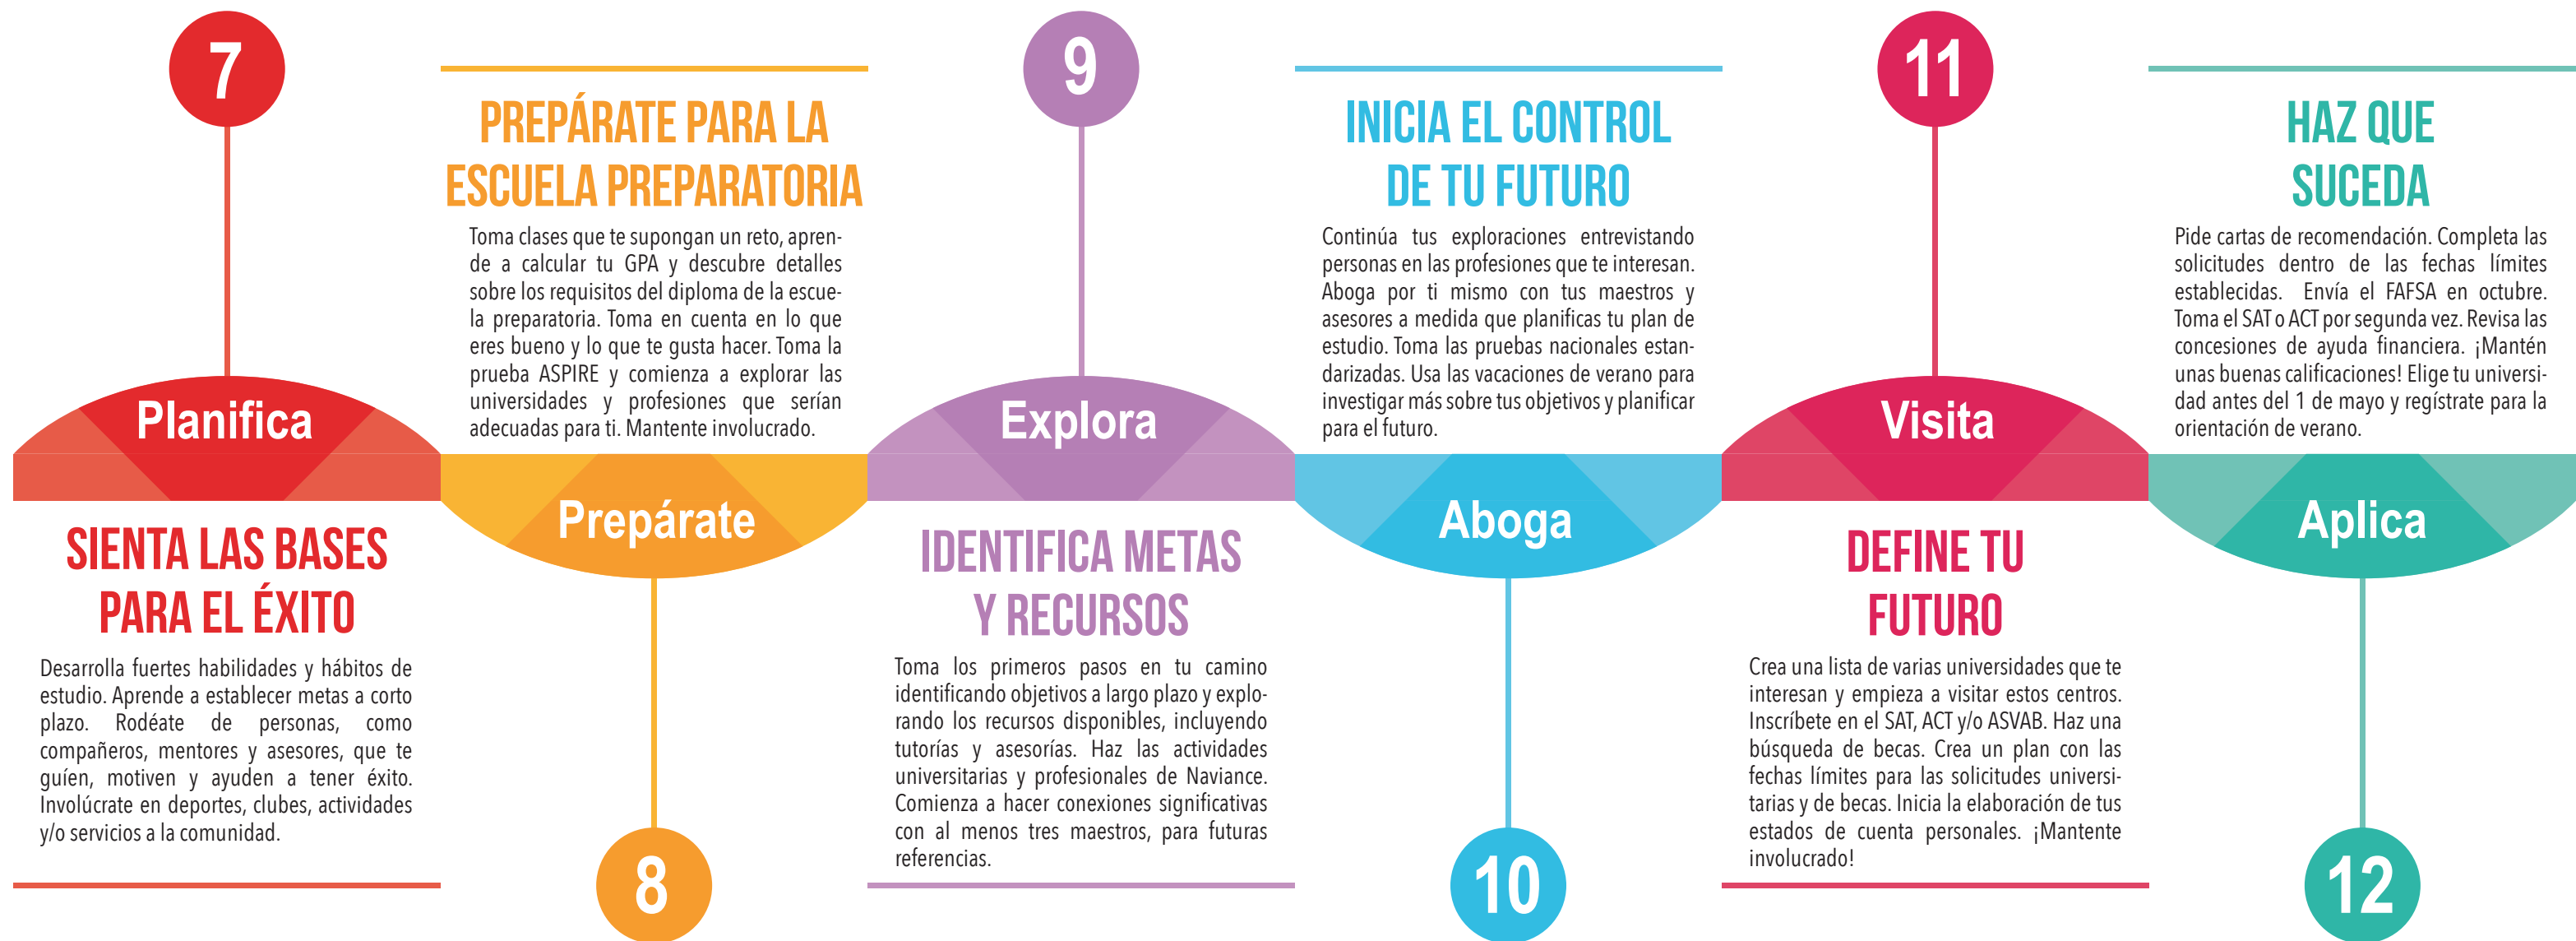 7
Planifica
SIENTA LAS BASES
PARA EL ÉXITO
Desarrolla fuertes habilidades y hábitos de
estudio. Aprende a establecer metas a corto
plazo. Rodéate de personas, como
compañeros, mentores y asesores, que te
guíen, motiven y ayuden a tener éxito.
Involúcrate en deportes, clubes, actividades
y/o servicios a la comunidad.
PREPÁRATE PARA LA
ESCUELA PREPARATORIA
Toma clases que te supongan un reto, apren-
de a calcular tu GPA y descubre detalles
sobre los requisitos del diploma de la escue-
la preparatoria. Toma en cuenta en lo que
eres bueno y lo que te gusta hacer. Toma la
prueba ASPIRE y comienza a explorar las
universidades y profesiones que serían
adecuadas para ti. Mantente involucrado.
Prepárate
8
9
Explora
IDENTIFICA METAS
Y RECURSOS
Toma los primeros pasos en tu camino
identificando objetivos a largo plazo y explo-
rando los recursos disponibles, incluyendo
tutorías y asesorías. Haz las actividades
universitarias y profesionales de Naviance.
Comienza a hacer conexiones significativas
con al menos tres maestros, para futuras
referencias.
INICIA EL CONTROL
DE TU FUTURO
Continúa tus exploraciones entrevistando
personas en las profesiones que te interesan.
Aboga por ti mismo con tus maestros y
asesores a medida que planificas tu plan de
estudio. Toma las pruebas nacionales estan-
darizadas. Usa las vacaciones de verano para
investigar más sobre tus objetivos y planificar
para el futuro.
Aboga
10
11
Visita
DEFINE TU
FUTURO
Crea una lista de varias universidades que te
interesan y empieza a visitar estos centros.
Inscríbete en el SAT, ACT y/o ASVAB. Haz una
búsqueda de becas. Crea un plan con las
fechas límites para las solicitudes universi-
tarias y de becas. Inicia la elaboración de tus
estados de cuenta personales. ¡Mantente
involucrado!
HAZ QUE
SUCEDA
Pide cartas de recomendación. Completa las
solicitudes dentro de las fechas límites
establecidas. Envía el FAFSA en octubre.
Toma el SAT o ACT por segunda vez. Revisa las
concesiones de ayuda financiera. ¡Mantén
unas buenas calificaciones! Elige tu universi-
dad antes del 1 de mayo y regístrate para la
orientación de verano.
Aplica
12